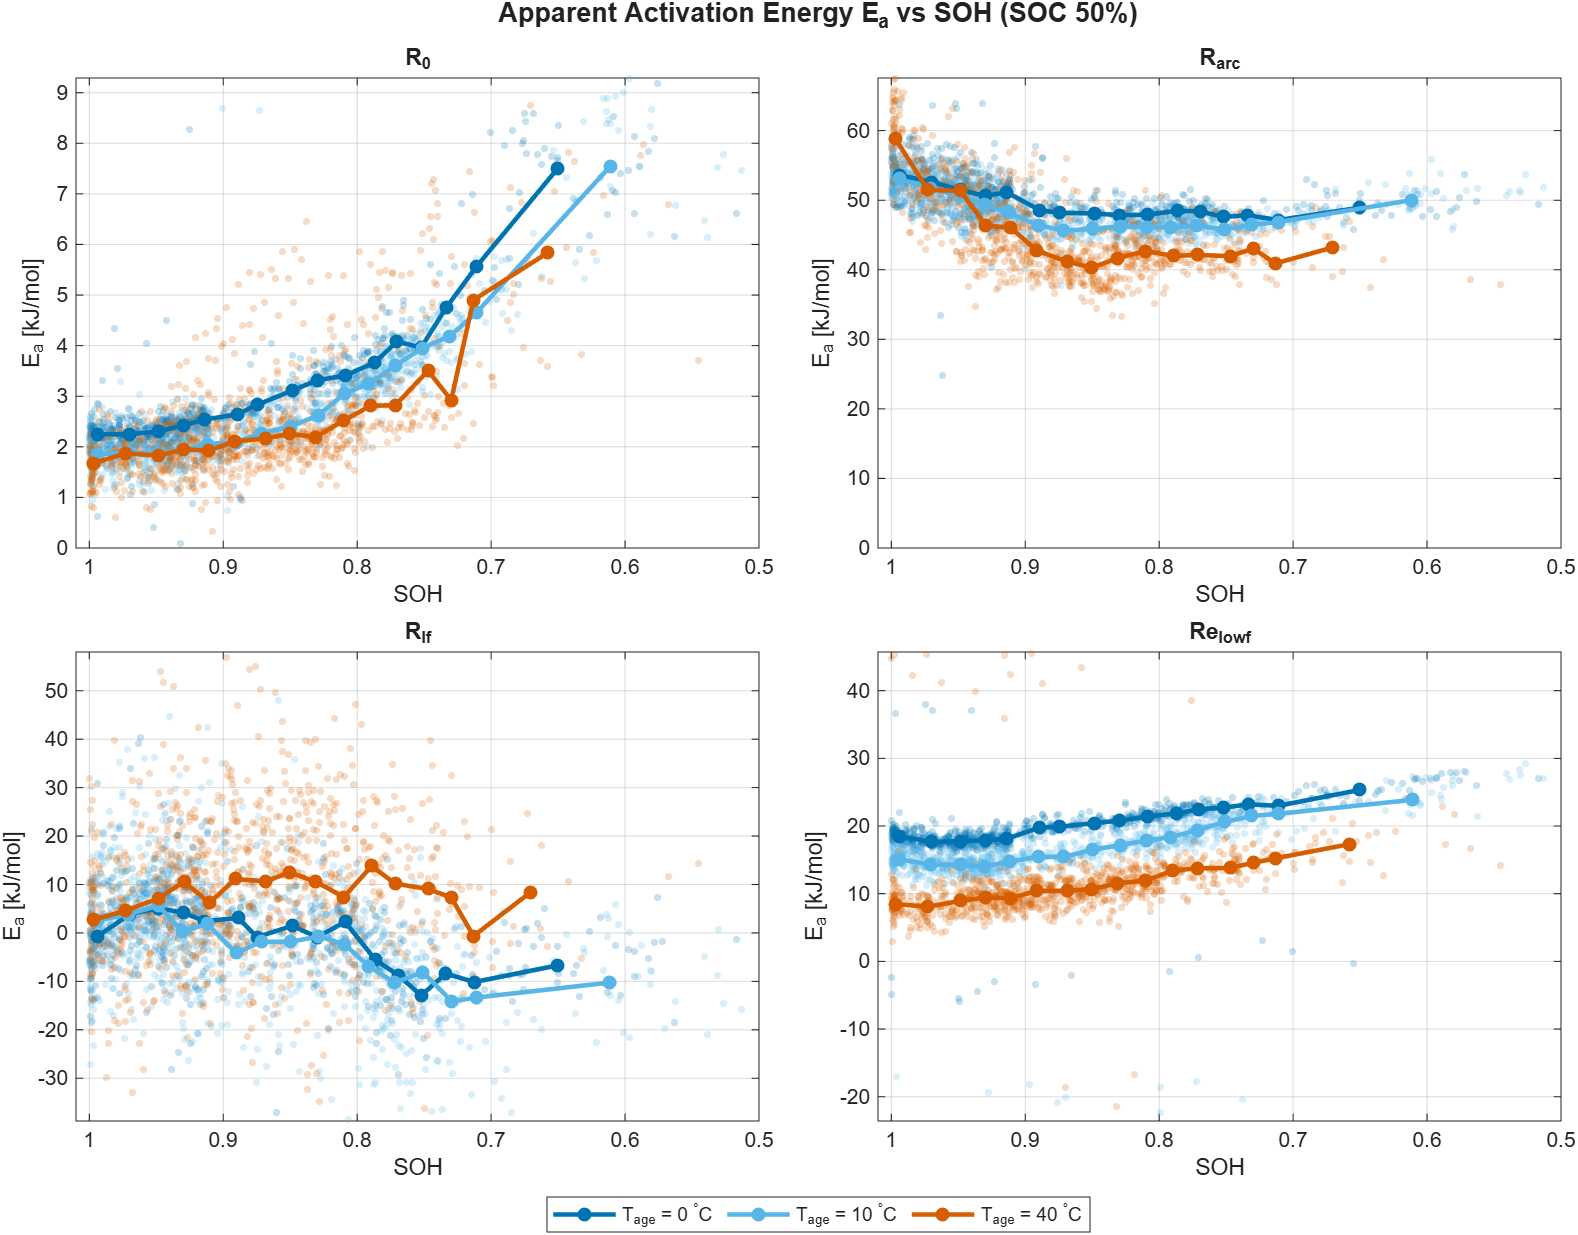 Apparent Activation Energy Ea vs SOH (SOC 50%)
R0
Ea [kJ/mol]
9
8
7
6
5
4
3
2
1
0
1 0.9 0.8 0.7 0.6 0.5
SOH
Rarc
Ea [kJ/mol]
60
50
40
30
20
10
0
1 0.9 0.8 0.7 0.6 0.5
SOH
Rlf
Ea [kJ/mol]
50
40
30
20
10
0
-10
-20
-30
1 0.9 0.8 0.7 0.6 0.5
SOH
Relowf
Ea [kJ/mol]
40
30
20
10
0
-10
-20
1 0.9 0.8 0.7 0.6 0.5
SOH
Tage = 0 °C Tage = 10 °C Tage = 40 °C